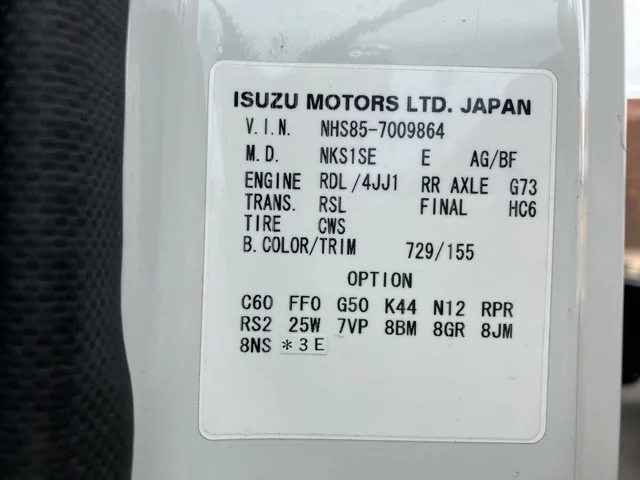 ISUZU MOTORS LTD. JAPAN
V.I.N. NHS85-7009864
M.D. NKS1SE E AG/BF
ENGINE RDL/4JJ1 RR AXLE G73
TRANS. RSL FINAL HC6
TIRE CWS
B.COLOR/TRIM 729/155
OPTION
C60 FF0 G50 K44 N12 RPR
RS2 25W 7VP 8BM 8GR 8JM
8NS *3E